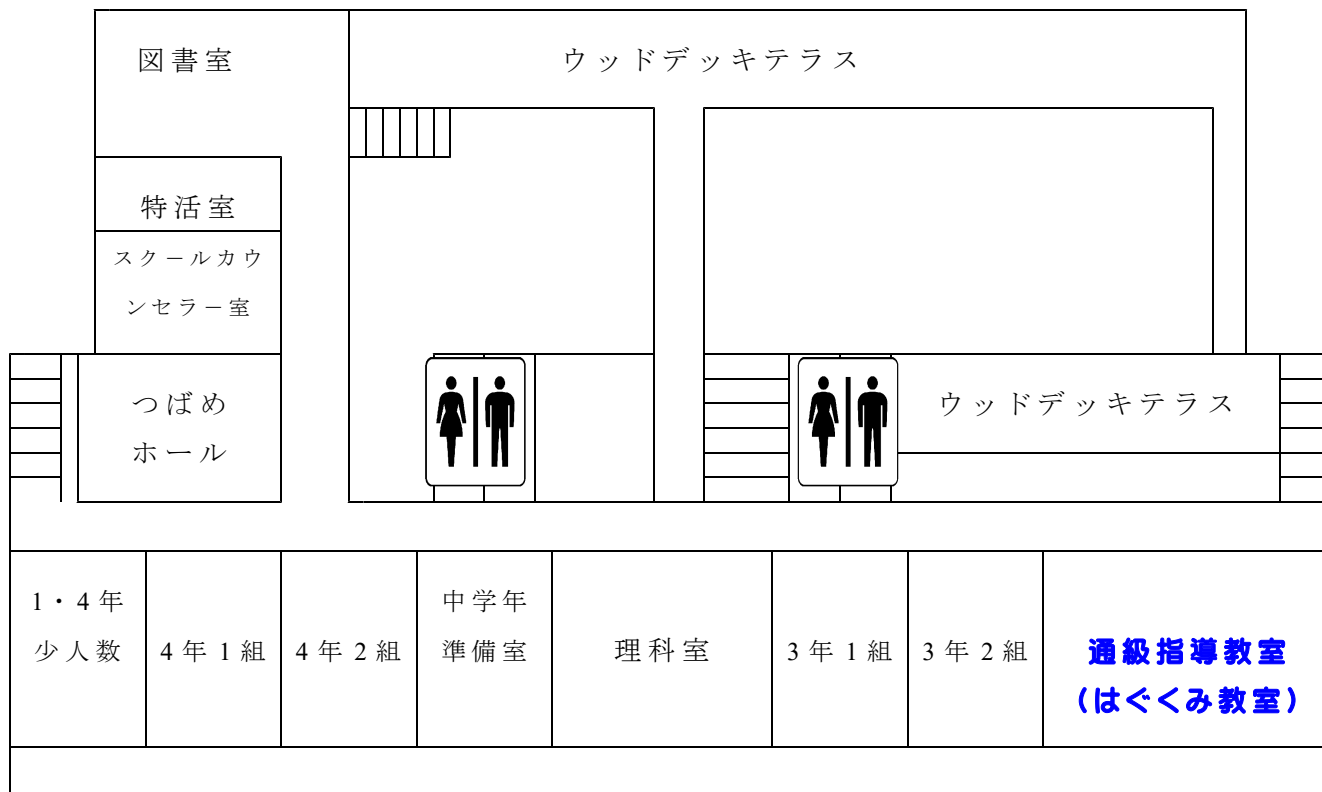 図書室
ウッドデッキテラス
特活室
スクールカウ
ンセラー室
つばめ
ホール
ウッドデッキテラス
1・4年
少人数
4年1組
4年2組
中学年
準備室
理科室
3年1組
3年2組
通級指導教室
(はぐくみ教室)